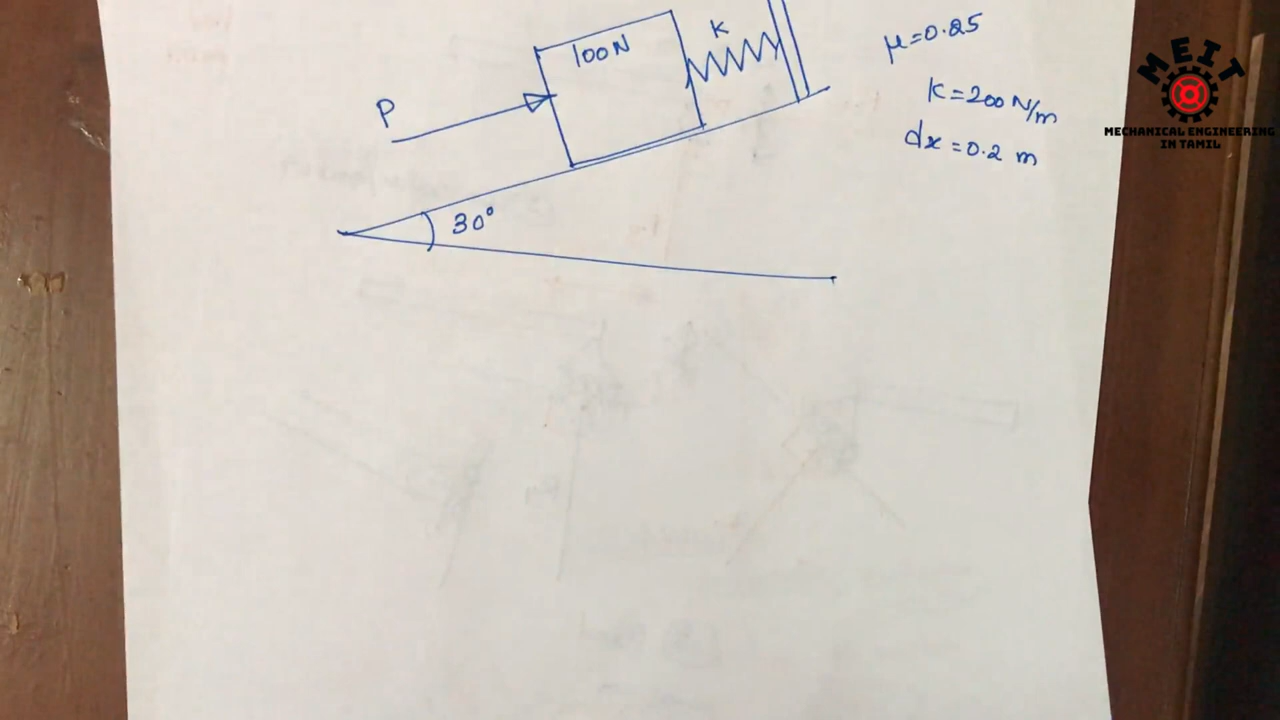 100N
K
P
μ=0.25
K=200 N/m
dx=0.2 m
30°
MEIT
MECHANICAL ENGINEERING
IN TAMIL